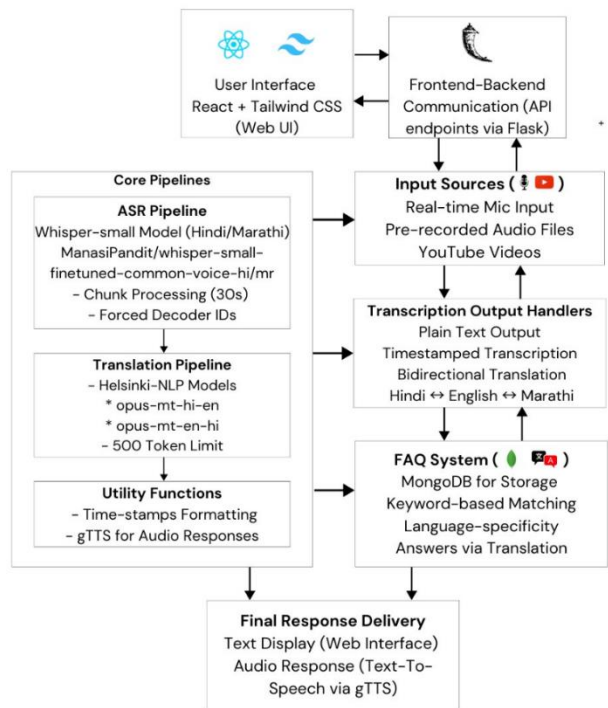 User Interface
React + Tailwind CSS
(Web UI)
Frontend-Backend
Communication (API
endpoints via Flask)
*
Core Pipelines
ASR Pipeline
Whisper-small Model (Hindi/Marathi)
ManasiPandit/whisper-small-
finetuned-common-voice-hi/mr
- Chunk Processing (30s)
- Forced Decoder IDs
Translation Pipeline
- Helsinki-NLP Models
* opus-mt-hi-en
* opus-mt-en-hi
- 500 Token Limit
Utility Functions
- Time-stamps Formatting
- gTTS for Audio Responses
Input Sources ( )
Real-time Mic Input
Pre-recorded Audio Files
YouTube Videos
Transcription Output Handlers
Plain Text Output
Timestamped Transcription
Bidirectional Translation
Hindi ↔ English ↔ Marathi
FAQ System ( 文 A )
MongoDB for Storage
Keyword-based Matching
Language-specificity
Answers via Translation
Final Response Delivery
Text Display (Web Interface)
Audio Response (Text-To-
Speech via gTTS)